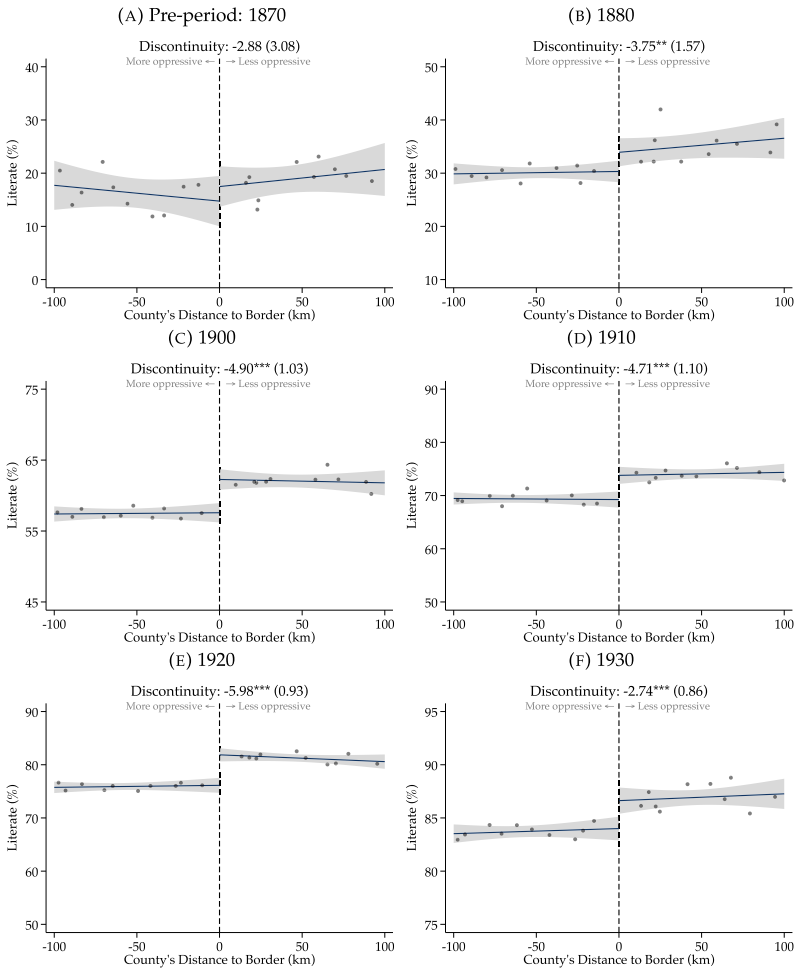 (A) Pre-period: 1870
Discontinuity: -2.88 (3.08)
More oppressive ← → Less oppressive
Literate (%)
40
30
20
10
0
-100 -50 0 50 100
County's Distance to Border (km)
(B) 1880
Discontinuity: -3.75** (1.57)
More oppressive ← → Less oppressive
Literate (%)
50
40
30
20
10
-100 -50 0 50 100
County's Distance to Border (km)
(C) 1900
Discontinuity: -4.90*** (1.03)
More oppressive ← → Less oppressive
Literate (%)
75
65
55
45
-100 -50 0 50 100
County's Distance to Border (km)
(D) 1910
Discontinuity: -4.71*** (1.10)
More oppressive ← → Less oppressive
Literate (%)
90
80
70
60
50
-100 -50 0 50 100
County's Distance to Border (km)
(E) 1920
Discontinuity: -5.98*** (0.93)
More oppressive ← → Less oppressive
Literate (%)
90
80
70
60
50
-100 -50 0 50 100
County's Distance to Border (km)
(F) 1930
Discontinuity: -2.74*** (0.86)
More oppressive ← → Less oppressive
Literate (%)
95
90
85
80
75
-100 -50 0 50 100
County's Distance to Border (km)